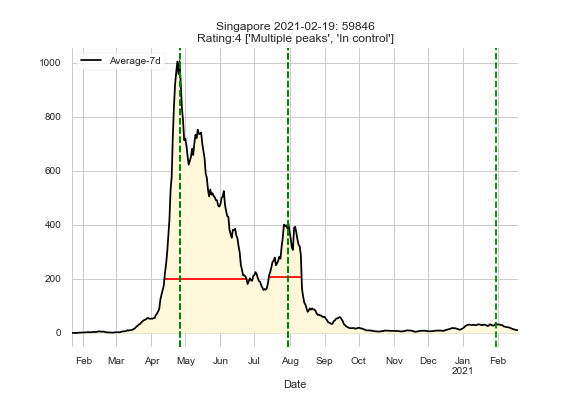 Singapore 2021-02-19: 59846
Rating:4 ['Multiple peaks', 'In control']
Average-7d
1000
800
600
400
200
0
Feb Mar Apr May Jun Jul Aug Sep Oct Nov Dec Jan Feb
2021
Date